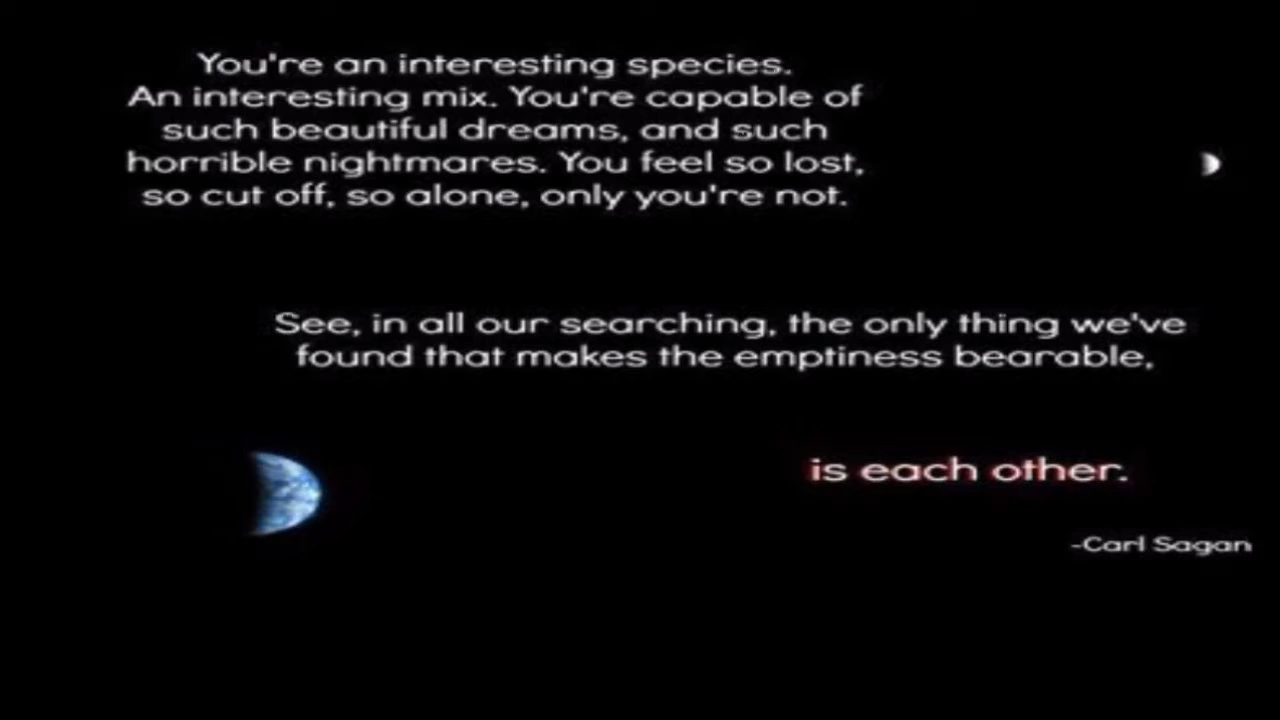 You're an interesting species.
An interesting mix. You're capable of
such beautiful dreams, and such
horrible nightmares. You feel so lost,
so cut off, so alone, only you're not.
See, in all our searching, the only thing we've
found that makes the emptiness bearable,
is each other.
-Carl Sagan